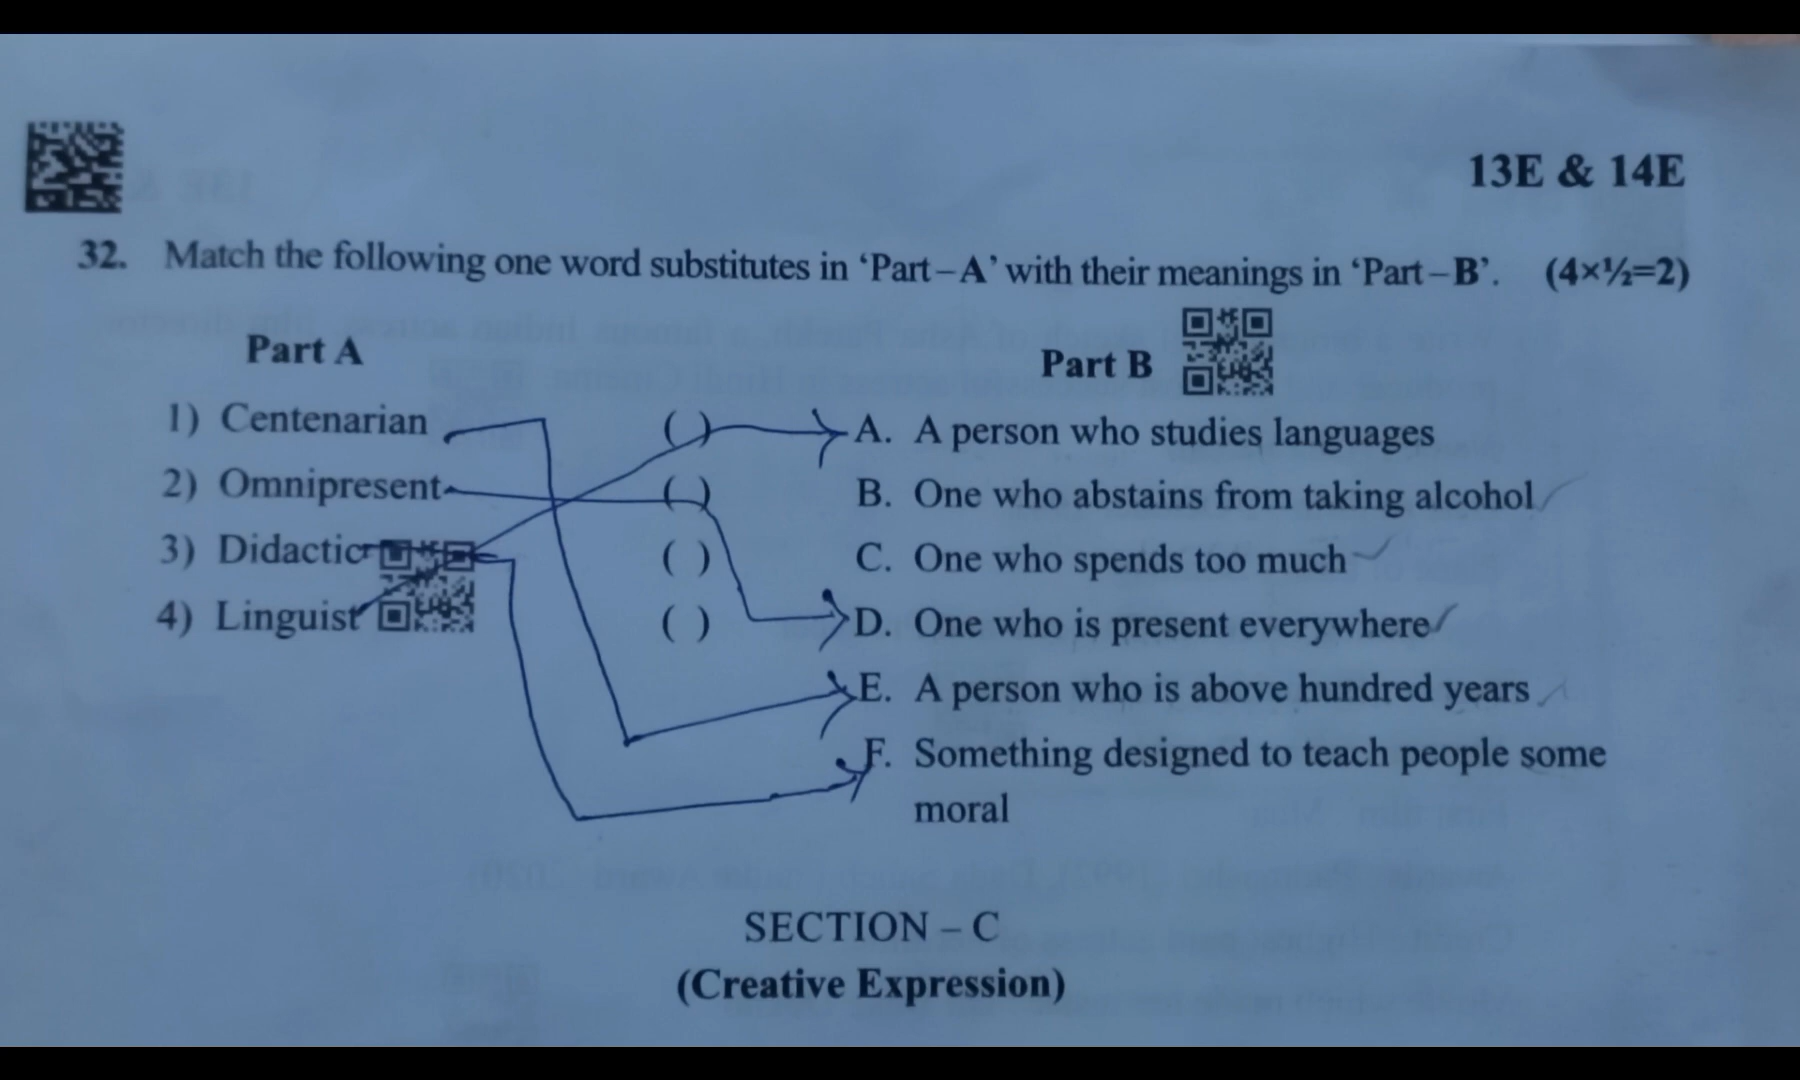 13E & 14E
32. Match the following one word substitutes in ‘Part–A’ with their meanings in ‘Part–B’. (4×½=2)
Part A
Part B
1) Centenarian ( ) A. A person who studies languages
2) Omnipresent ( ) B. One who abstains from taking alcohol
3) Didactic ( ) C. One who spends too much
4) Linguist ( ) D. One who is present everywhere
E. A person who is above hundred years
F. Something designed to teach people some
moral
SECTION – C
(Creative Expression)